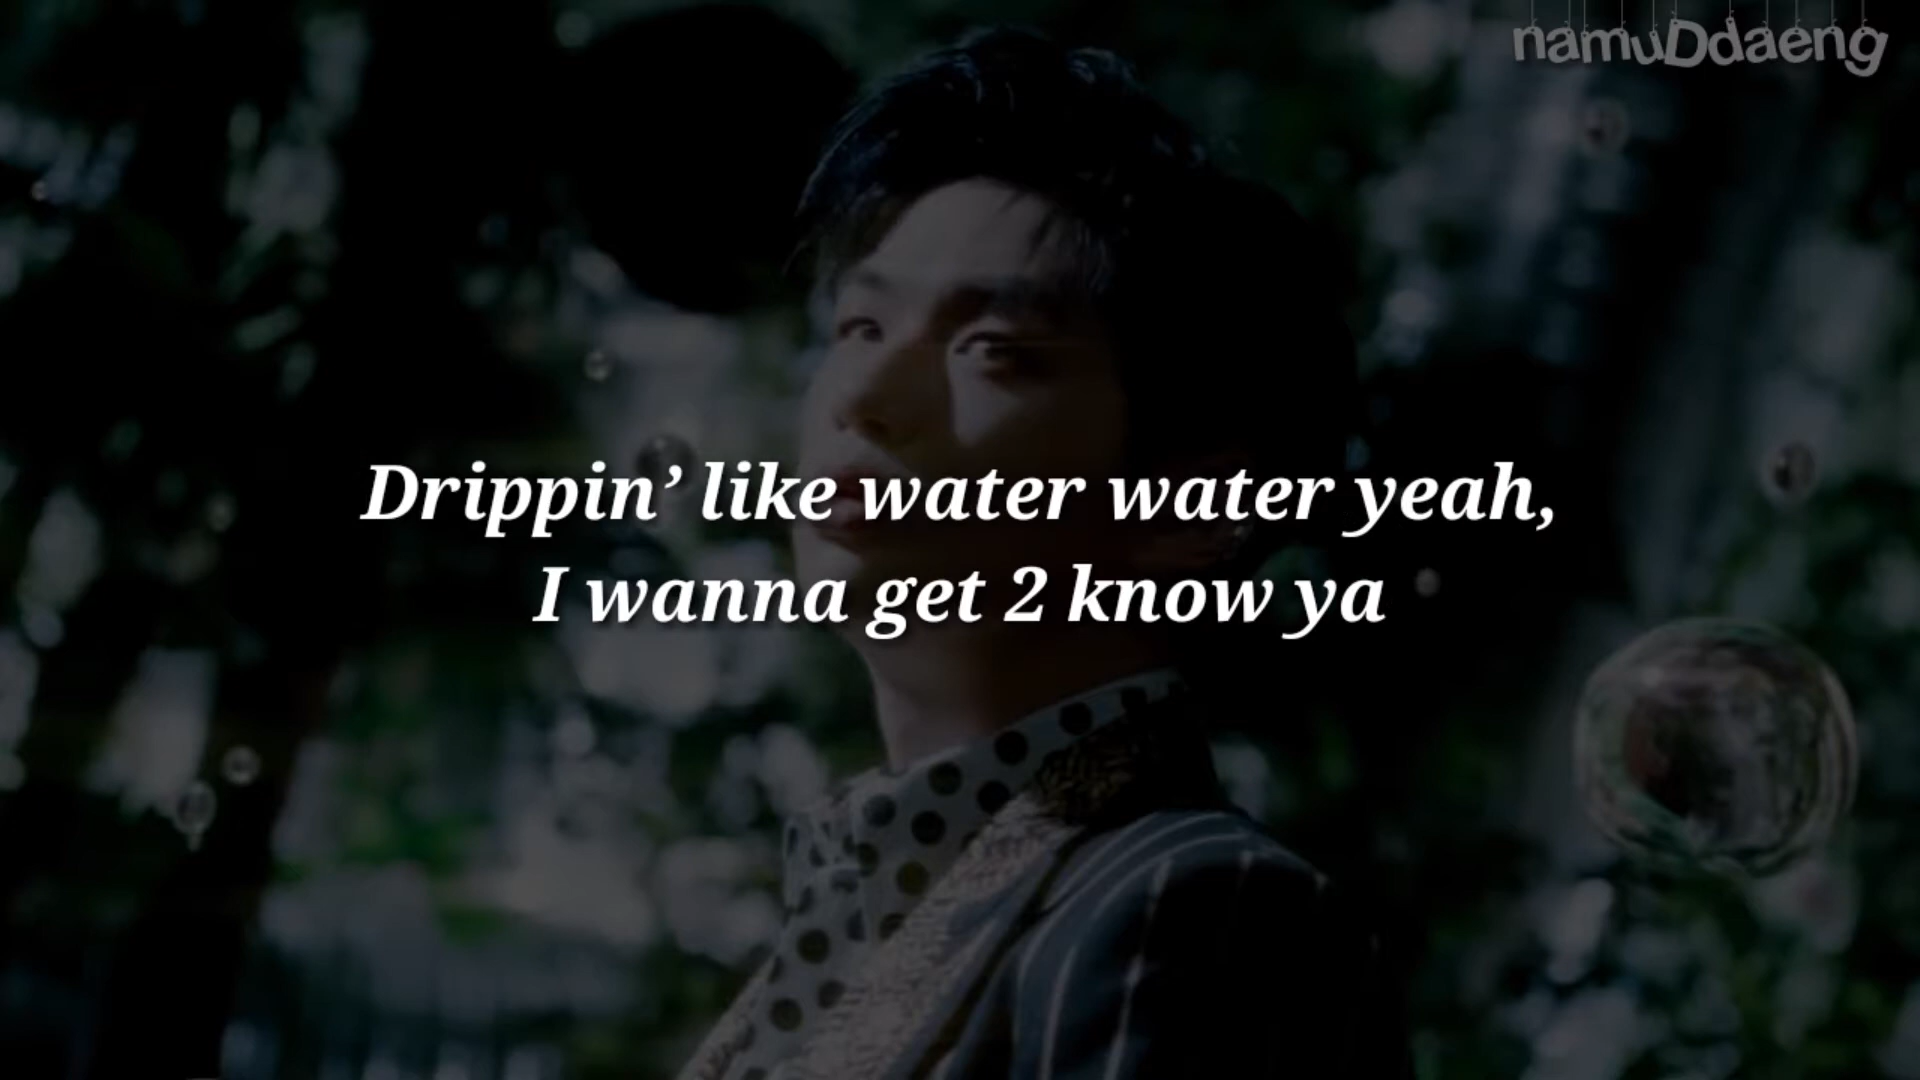 namuDdaeng
Drippin’ like water water yeah,
I wanna get 2 know ya